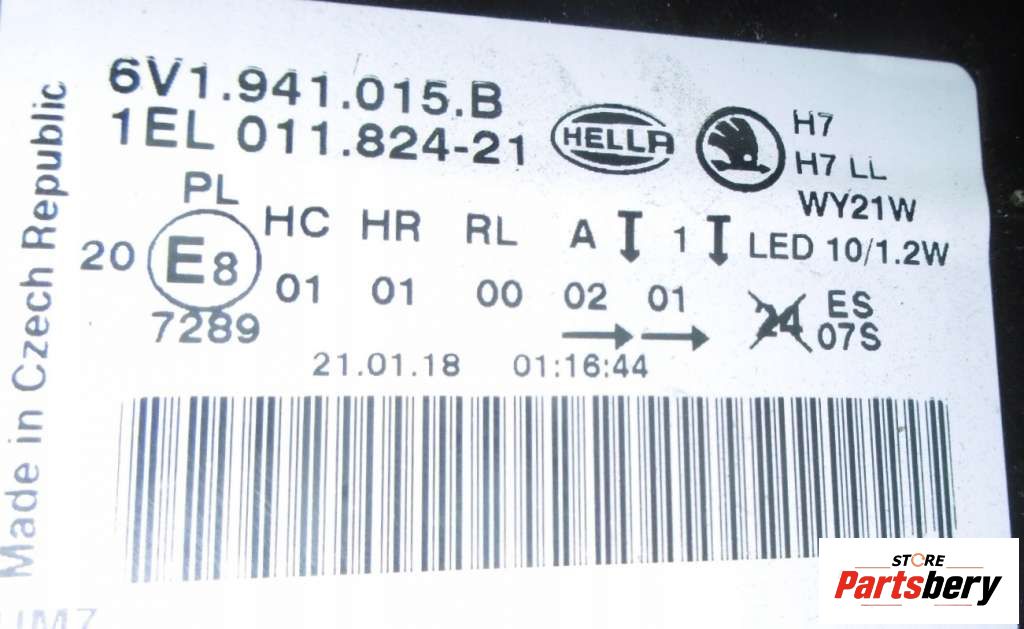 6V1.941.015.B
1EL 011.824-21
HELLA
H7
H7 LL
WY21W
LED 10/1.2W
PL
HC HR RL A 1
20 E8 01 01 00 02 01
7289
24 ES
07S
21.01.18 01:16:44
Made in Czech Republic
STORE
Partsbery